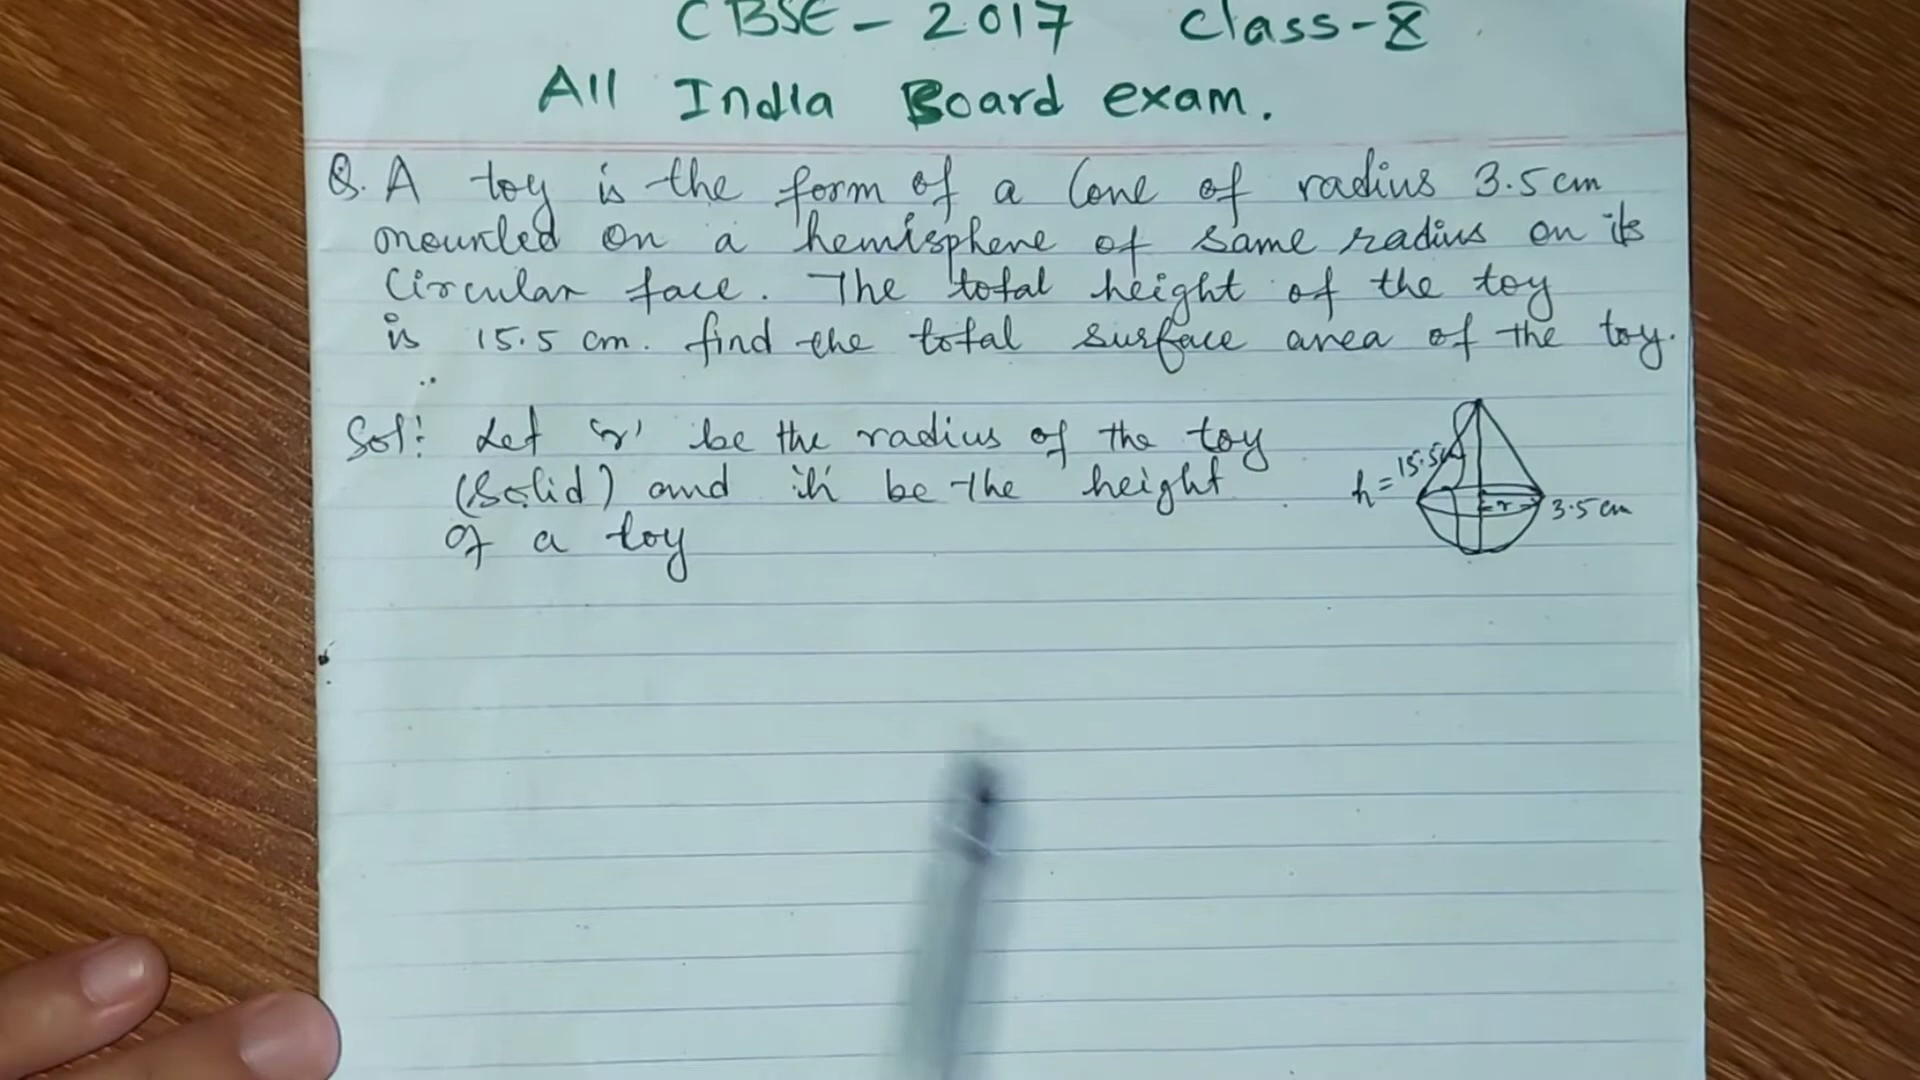 CBSE - 2017 Class-X
All India Board exam.
Q. A toy is the form of a Cone of radius 3.5 cm
mounted on a hemisphere of same radius on its
Circular face. The total height of the toy
is 15.5 cm. find the total surface area of the toy.
Sol: Let 'r' be the radius of the toy
(Solid) and 'h' be the height
of a toy
h = 15.5
r 3.5 cm